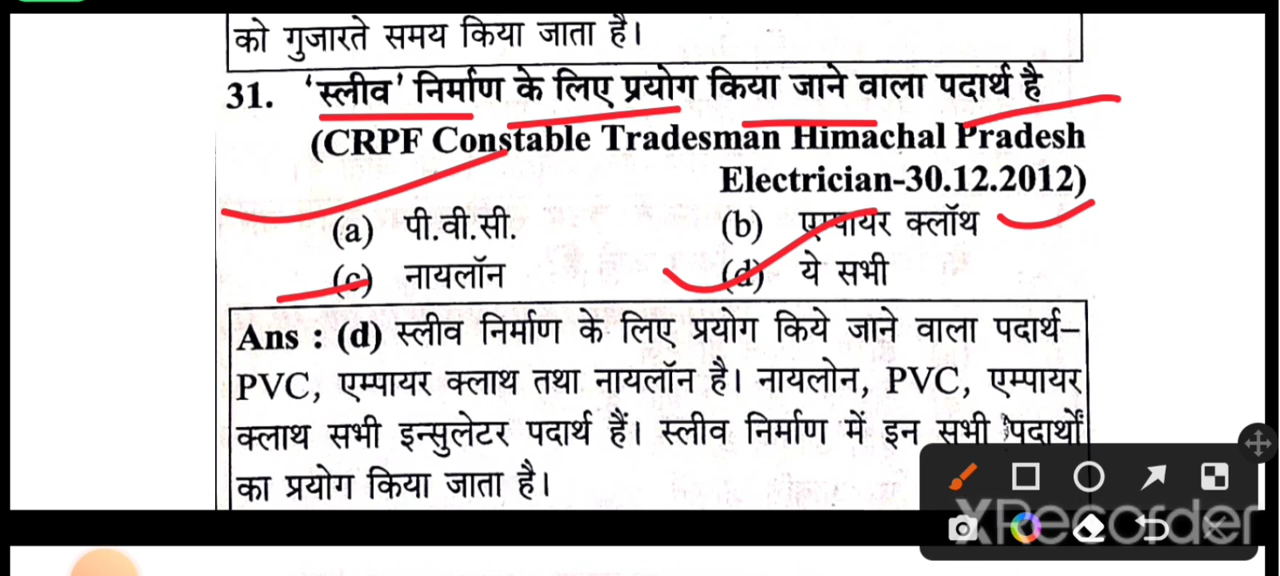 को गुजारते समय किया जाता है।
31. ‘स्लीव’ निर्माण के लिए प्रयोग किया जाने वाला पदार्थ है
(CRPF Constable Tradesman Himachal Pradesh
Electrician-30.12.2012)
(a) पी.वी.सी. (b) एम्पायर क्लॉथ
(c) नायलॉन (d) ये सभी
Ans : (d) स्लीव निर्माण के लिए प्रयोग किये जाने वाला पदार्थ–
PVC, एम्पायर क्लाथ तथा नायलॉन है। नायलोन, PVC, एम्पायर
क्लाथ सभी इन्सुलेटर पदार्थ हैं। स्लीव निर्माण में इन सभी पदार्थों
का प्रयोग किया जाता है।
XRecorder